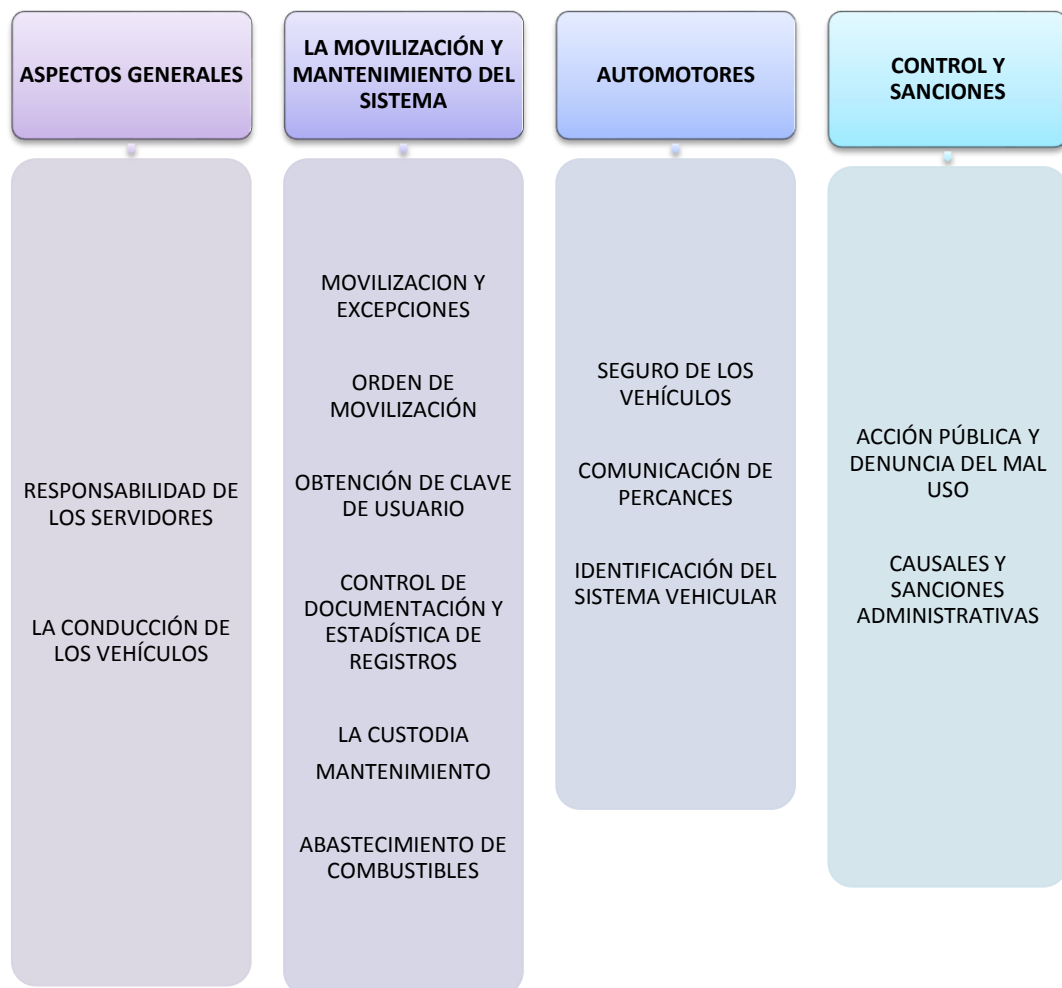 ASPECTOS GENERALES
RESPONSABILIDAD DE
LOS SERVIDORES
LA CONDUCCIÓN DE
LOS VEHÍCULOS
LA MOVILIZACIÓN Y
MANTENIMIENTO DEL
SISTEMA
MOVILIZACION Y
EXCEPCIONES
ORDEN DE
MOVILIZACIÓN
OBTENCIÓN DE CLAVE
DE USUARIO
CONTROL DE
DOCUMENTACIÓN Y
ESTADÍSTICA DE
REGISTROS
LA CUSTODIA
MANTENIMIENTO
ABASTECIMIENTO DE
COMBUSTIBLES
AUTOMOTORES
SEGURO DE LOS
VEHÍCULOS
COMUNICACIÓN DE
PERCANCES
IDENTIFICACIÓN DEL
SISTEMA VEHICULAR
CONTROL Y
SANCIONES
ACCIÓN PÚBLICA Y
DENUNCIA DEL MAL
USO
CAUSALES Y
SANCIONES
ADMINISTRATIVAS